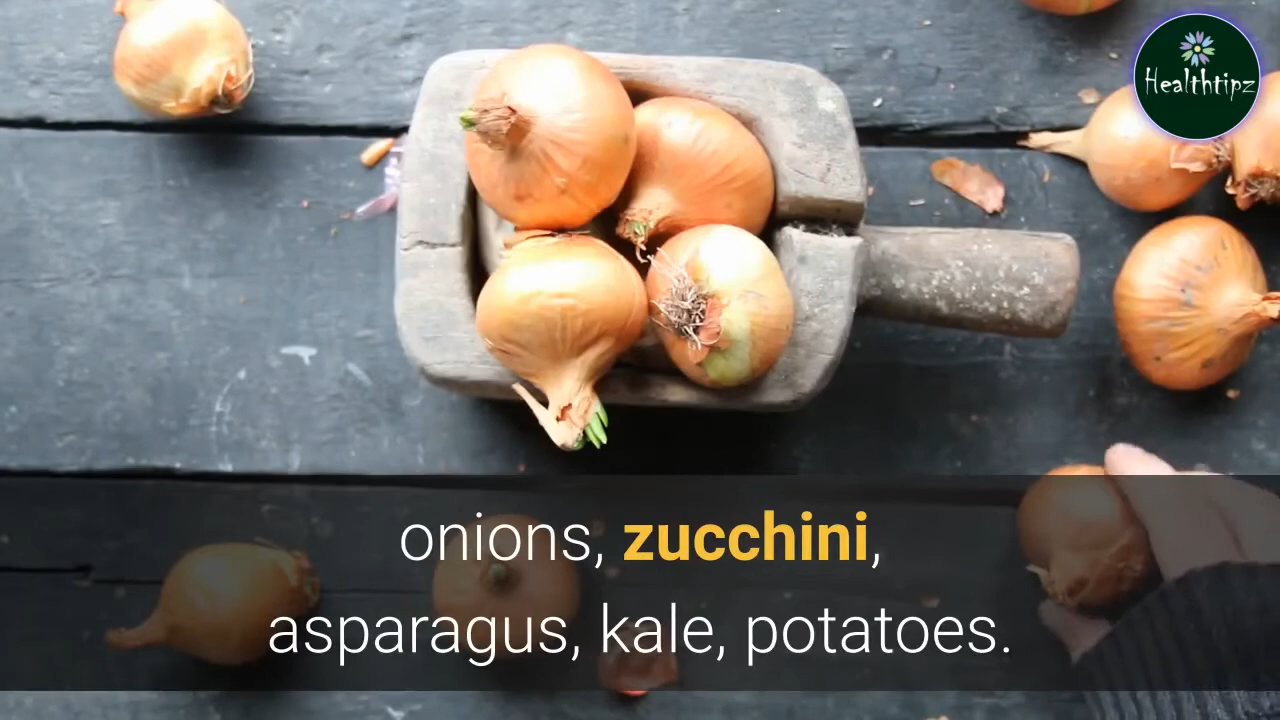 Healthtipz
onions, zucchini,
asparagus, kale, potatoes.